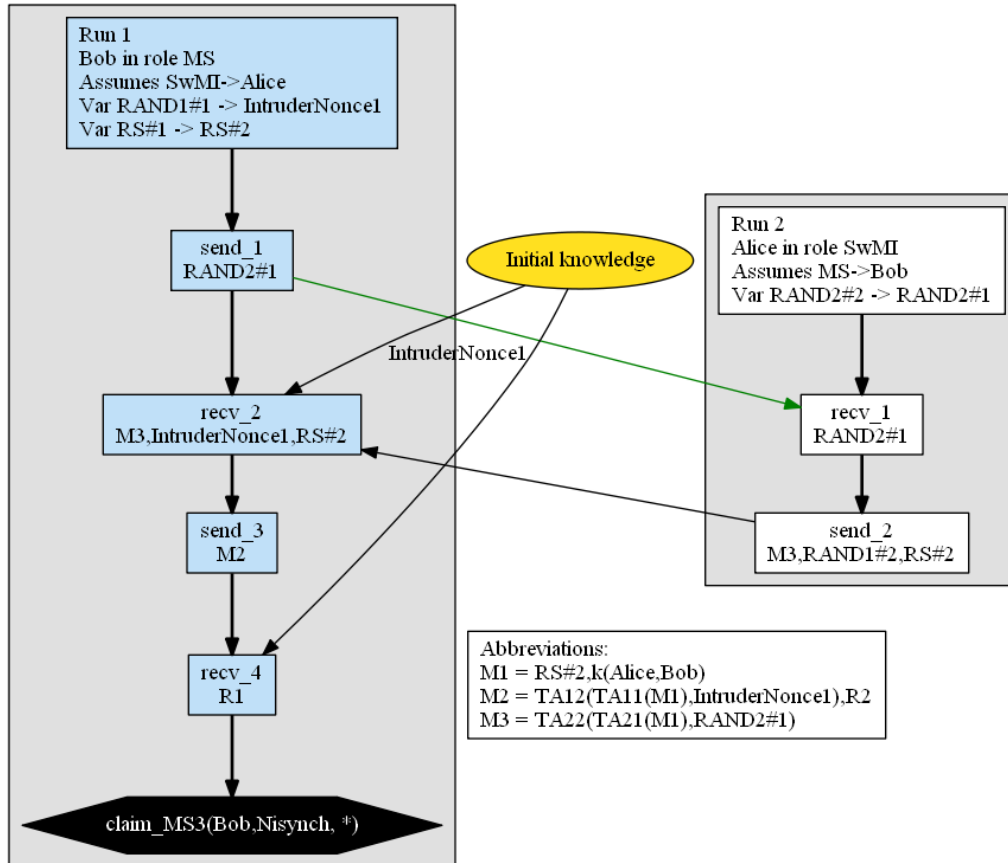 Run 1
Bob in role MS
Assumes SwMI->Alice
Var RAND1#1 -> IntruderNonce1
Var RS#1 -> RS#2
send_1
RAND2#1
Initial knowledge
Run 2
Alice in role SwMI
Assumes MS->Bob
Var RAND2#2 -> RAND2#1
IntruderNonce1
recv_2
M3,IntruderNonce1,RS#2
recv_1
RAND2#1
send_3
M2
send_2
M3,RAND1#2,RS#2
recv_4
R1
Abbreviations:
M1 = RS#2,k(Alice,Bob)
M2 = TA12(TA11(M1),IntruderNonce1),R2
M3 = TA22(TA21(M1),RAND2#1)
claim_MS3(Bob,Nisynch, *)